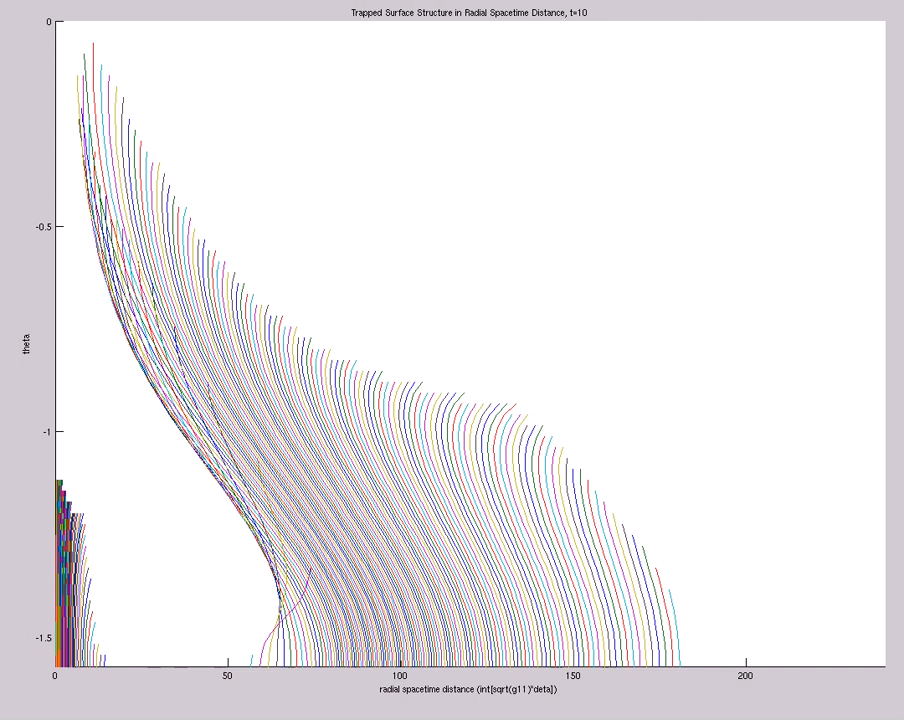 Trapped Surface Structure in Radial Spacetime Distance, t=10
0
-0.5
theta
-1
-1.5
0 50 100 150 200
radial spacetime distance (int[sqrt(g11)*deta])